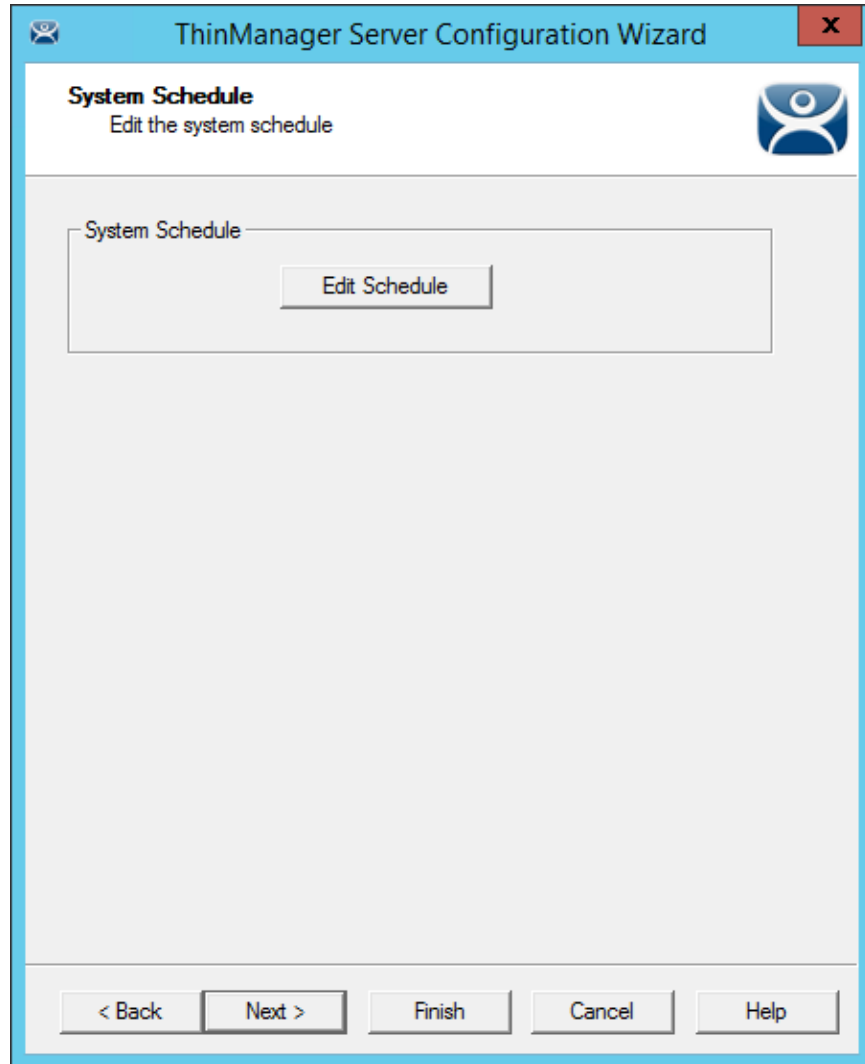 ThinManager Server Configuration Wizard
x
System Schedule
Edit the system schedule
System Schedule
Edit Schedule
< Back
Next >
Finish
Cancel
Help